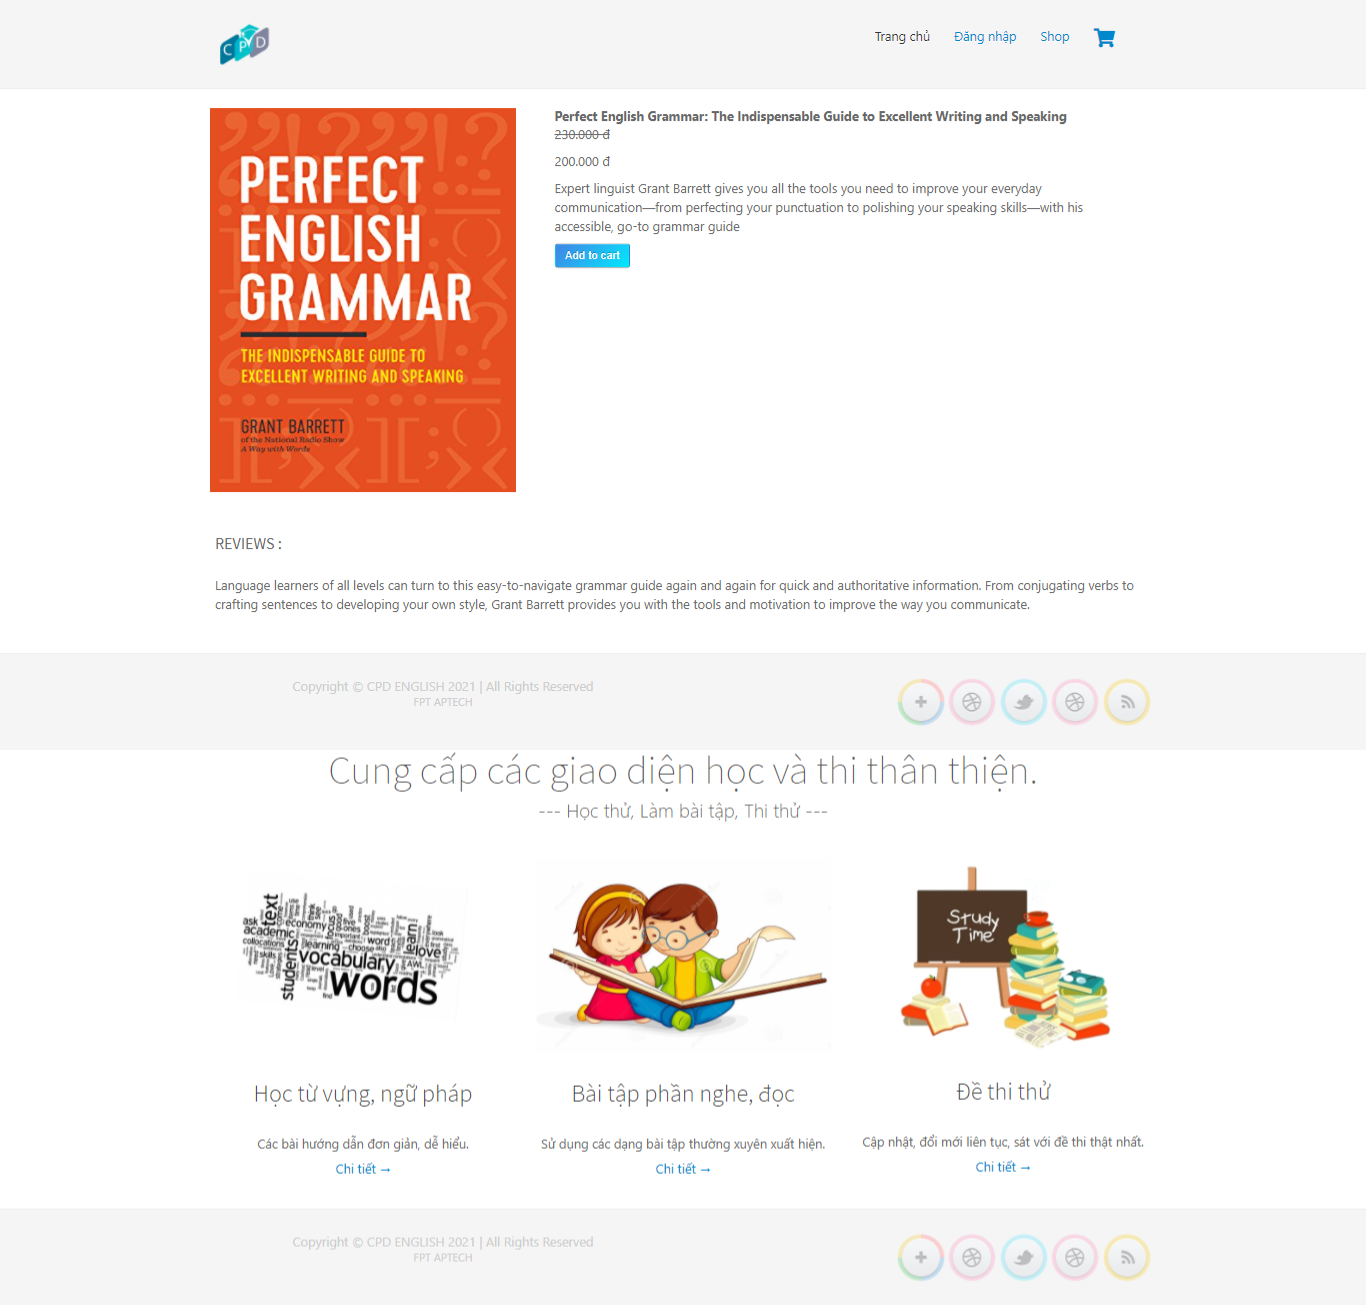 CPD
Trang chủ
Đăng nhập
Shop
PERFECT
ENGLISH
GRAMMAR
THE INDISPENSABLE GUIDE TO
EXCELLENT WRITING AND SPEAKING
GRANT BARRETT
of the National Radio Show
A Way with Words
Perfect English Grammar: The Indispensable Guide to Excellent Writing and Speaking
230.000 đ
200.000 đ
Expert linguist Grant Barrett gives you all the tools you need to improve your everyday
communication—from perfecting your punctuation to polishing your speaking skills—with his
accessible, go-to grammar guide
Add to cart
REVIEWS :
Language learners of all levels can turn to this easy-to-navigate grammar guide again and again for quick and authoritative information. From conjugating verbs to
crafting sentences to developing your own style, Grant Barrett provides you with the tools and motivation to improve the way you communicate.
Copyright © CPD ENGLISH 2021 | All Rights Reserved
FPT APTECH
Cung cấp các giao diện học và thi thân thiện.
--- Học thử, Làm bài tập, Thi thử ---
text
ask
economy
academic
collocations
skills
students
learning
choose
word
learn
love
vocabulary
AWL
words
Study
Time
Học từ vựng, ngữ pháp
Các bài hướng dẫn đơn giản, dễ hiểu.
Chi tiết →
Bài tập phần nghe, đọc
Sử dụng các dạng bài tập thường xuyên xuất hiện.
Chi tiết →
Đề thi thử
Cập nhật, đổi mới liên tục, sát với đề thi thật nhất.
Chi tiết →
Copyright © CPD ENGLISH 2021 | All Rights Reserved
FPT APTECH